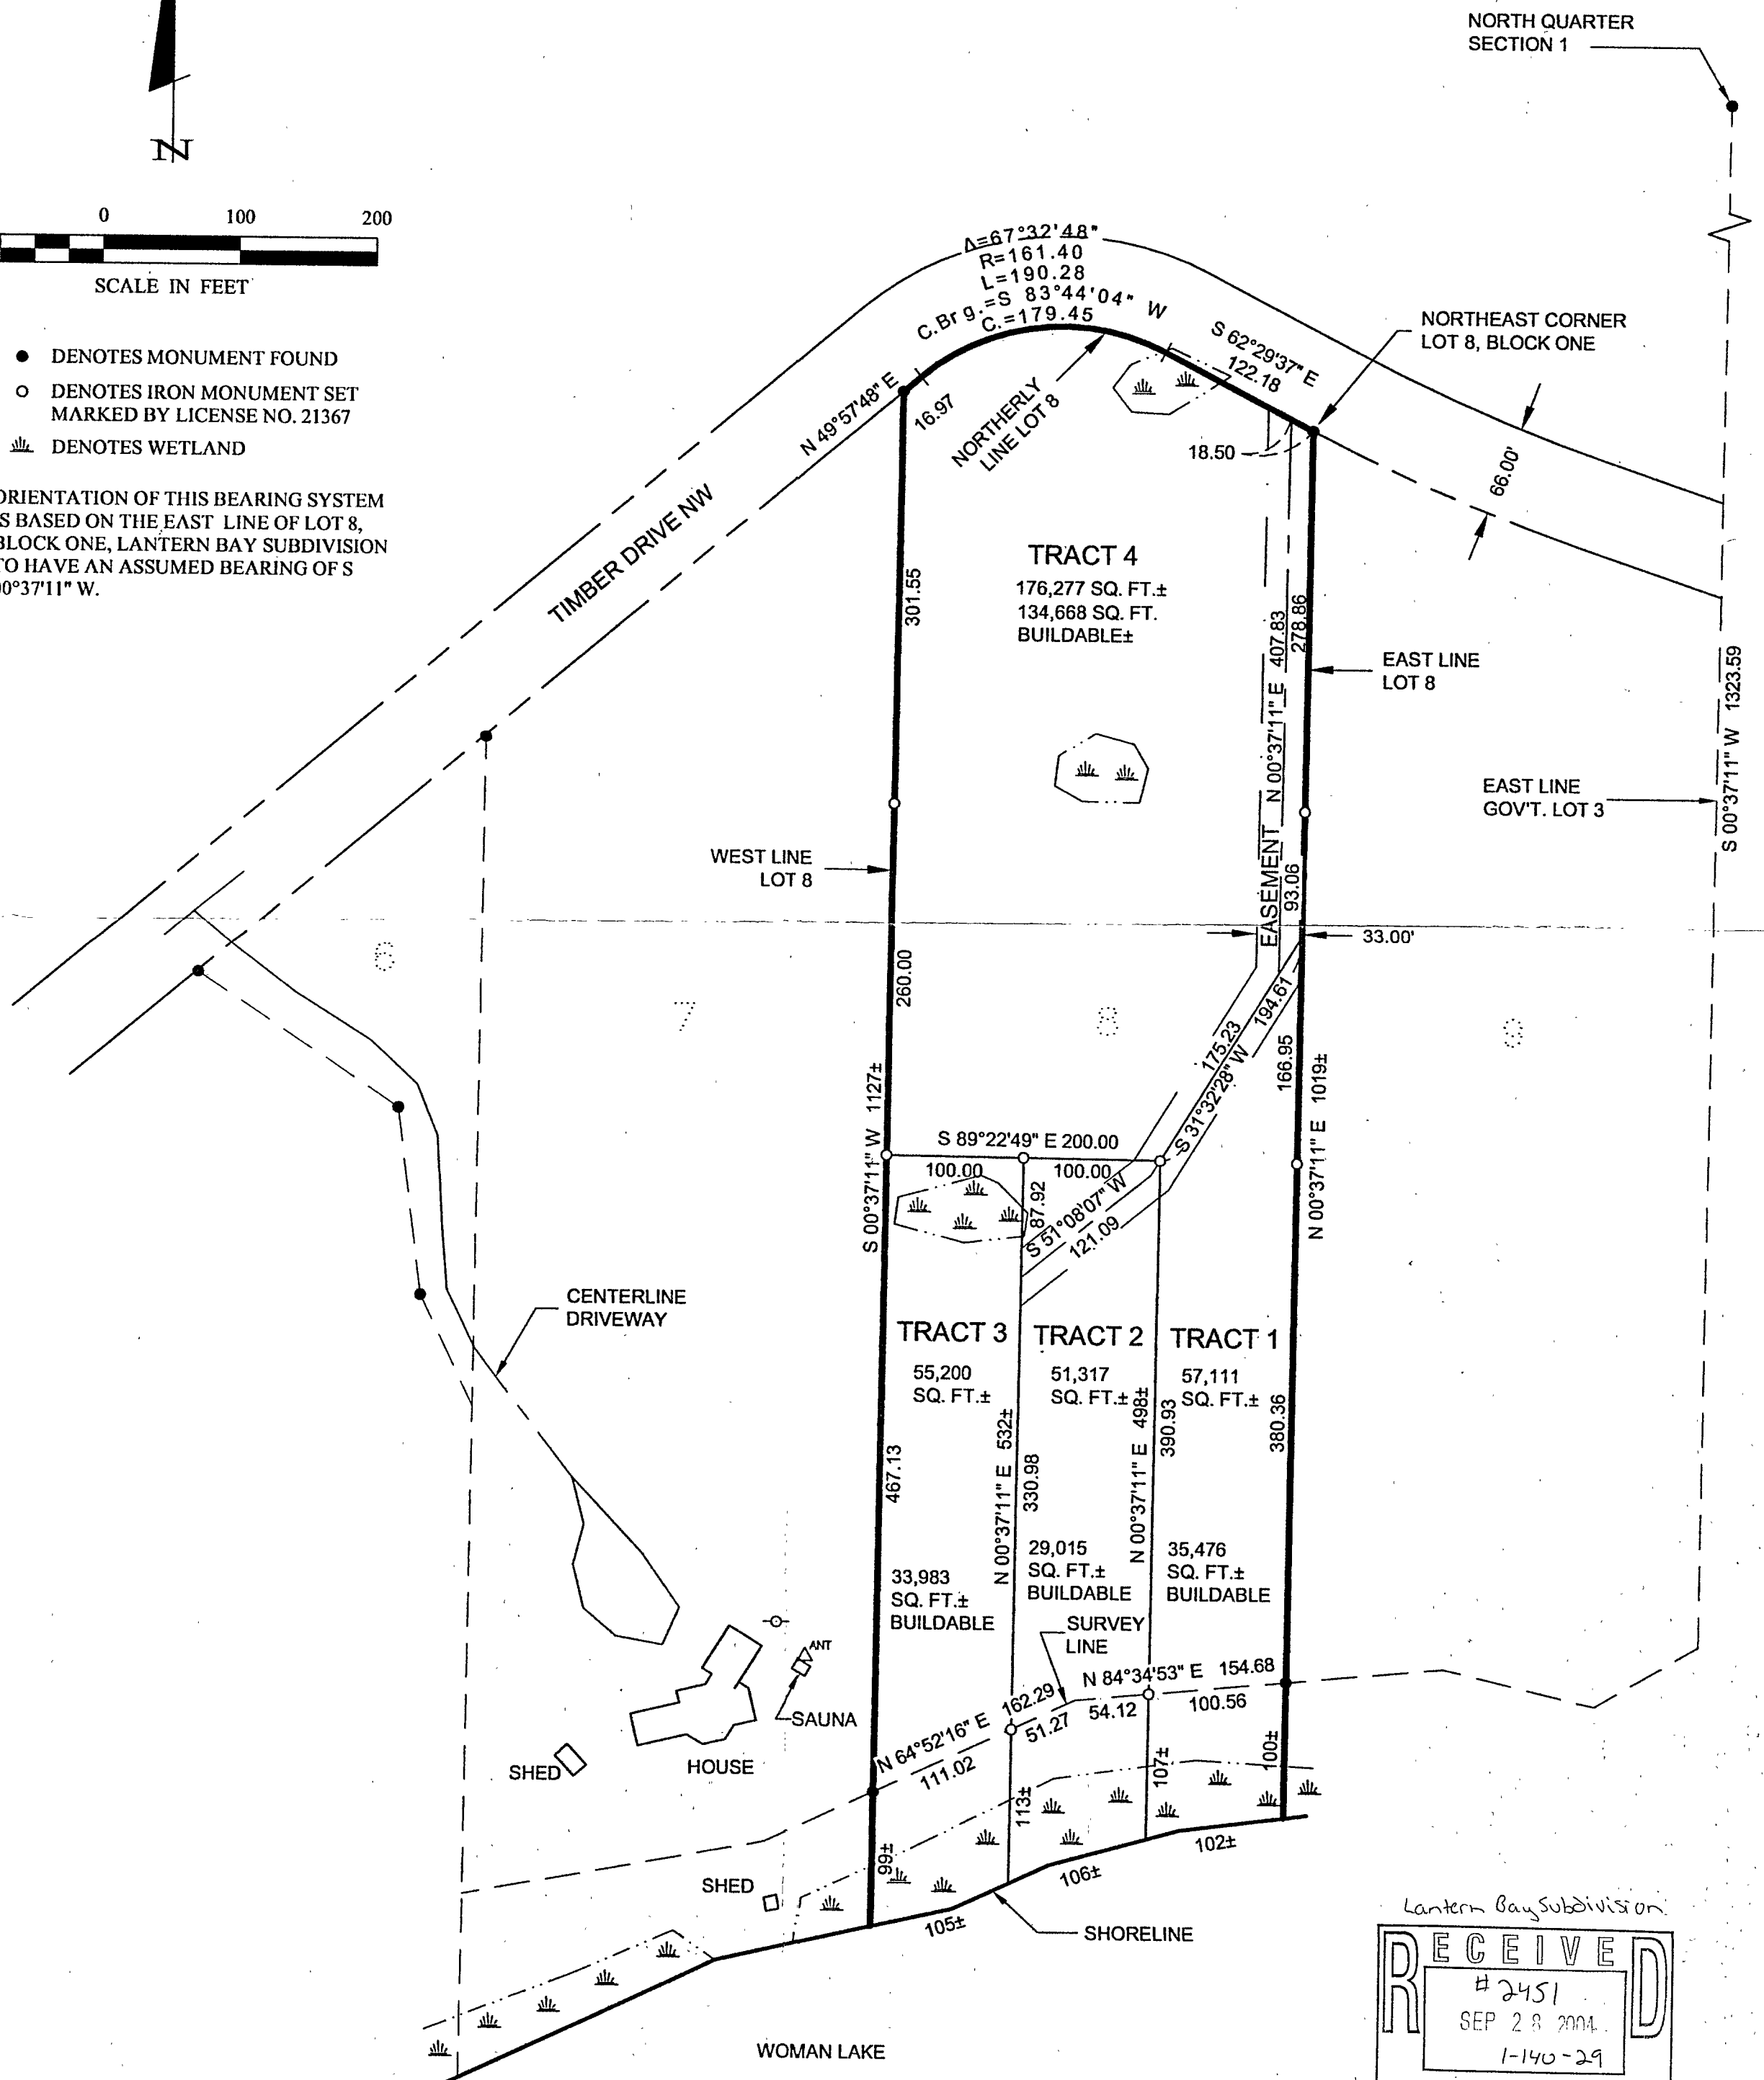 NORTH QUARTER
SECTION 1
N
0 100 200
SCALE IN FEET
DENOTES MONUMENT FOUND
DENOTES IRON MONUMENT SET
MARKED BY LICENSE NO. 21367
DENOTES WETLAND
ORIENTATION OF THIS BEARING SYSTEM
IS BASED ON THE EAST LINE OF LOT 8,
BLOCK ONE, LANTERN BAY SUBDIVISION
TO HAVE AN ASSUMED BEARING OF S
00°37'11" W.
Δ=67°32'48"
R=161.40
L=190.28
C.Brg.=S 83°44'04" W
C.=179.45
S 62°29'37" E
122.18
NORTHEAST CORNER
LOT 8, BLOCK ONE
N 49°57'48" E
16.97
NORTHERLY
LINE LOT 8
18.50
66.00'
TIMBER DRIVE NW
301.55
TRACT 4
176,277 SQ. FT.±
134,668 SQ. FT.
BUILDABLE±
EASEMENT N 00°37'11" E 407.83
278.86
EAST LINE
LOT 8
S 00°37'11" W 1323.59
EAST LINE
GOV'T. LOT 3
WEST LINE
LOT 8
93.06
33.00'
6
7
8
9
260.00
175.23
194.61
S 31°32'28" W
166.95
S 00°37'11" W 1127±
N 00°37'11" E 1019±
S 89°22'49" E 200.00
100.00
100.00
87.92
S 51°08'07" W
121.09
CENTERLINE
DRIVEWAY
TRACT 3
TRACT 2
TRACT 1
55,200
SQ. FT.±
51,317
SQ. FT.±
57,111
SQ. FT.±
467.13
N 00°37'11" E 532±
330.98
N 00°37'11" E 498±
390.93
380.36
33,983
SQ. FT.±
BUILDABLE
29,015
SQ. FT.±
BUILDABLE
35,476
SQ. FT.±
BUILDABLE
SURVEY
LINE
ANT
SAUNA
HOUSE
SHED
N 64°52'16" E 162.29
111.02
51.27
N 84°34'53" E 154.68
54.12
100.56
99±
113±
107±
100±
SHED
105±
106±
102±
SHORELINE
WOMAN LAKE
Lantern Bay Subdivision
RECEIVED
#2451
SEP 28 2004
1-140-29